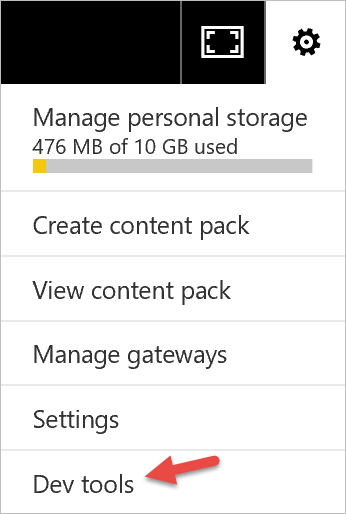 Manage personal storage
476 MB of 10 GB used
Create content pack
View content pack
Manage gateways
Settings
Dev tools